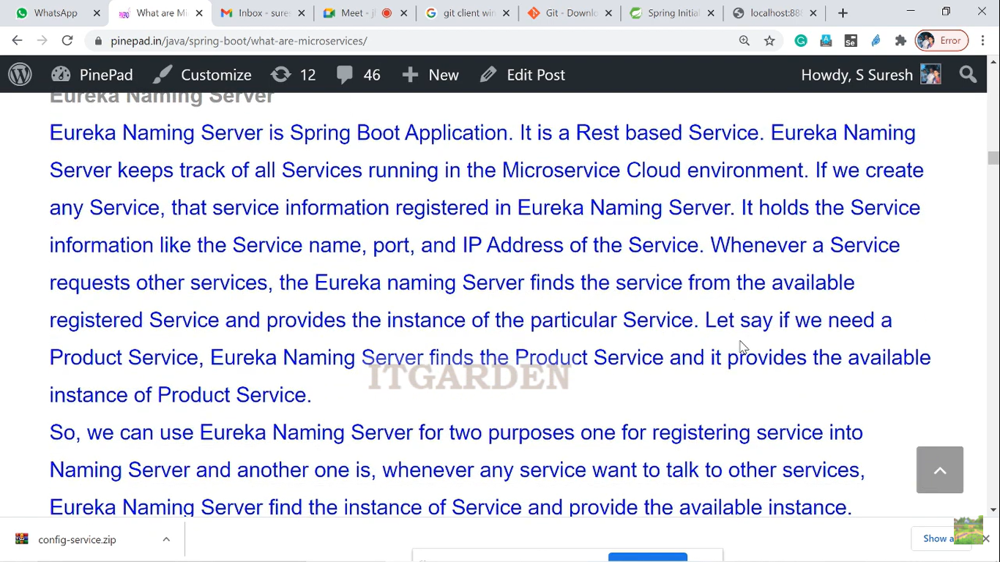 WhatsApp
What are Mi
Inbox - sures
Meet - jl
git client win
Git - Downlo
Spring Initial
localhost:888
pinepad.in/java/spring-boot/what-are-microservices/
Error
PinePad
Customize
12
46
New
Edit Post
Howdy, S Suresh
Eureka Naming Server
Eureka Naming Server is Spring Boot Application. It is a Rest based Service. Eureka Naming
Server keeps track of all Services running in the Microservice Cloud environment. If we create
any Service, that service information registered in Eureka Naming Server. It holds the Service
information like the Service name, port, and IP Address of the Service. Whenever a Service
requests other services, the Eureka naming Server finds the service from the available
registered Service and provides the instance of the particular Service. Let say if we need a
Product Service, Eureka Naming Server finds the Product Service and it provides the available
ITGARDEN
instance of Product Service.
So, we can use Eureka Naming Server for two purposes one for registering service into
Naming Server and another one is, whenever any service want to talk to other services,
Eureka Naming Server find the instance of Service and provide the available instance.
config-service.zip
Show a